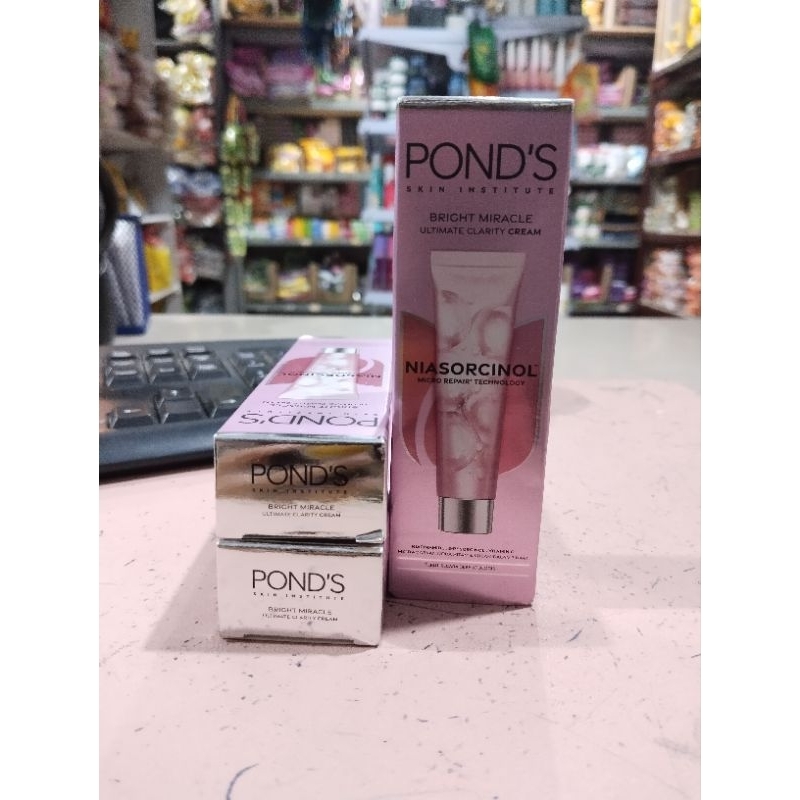 POND'S
SKIN INSTITUTE
BRIGHT MIRACLE
ULTIMATE CLARITY CREAM
NIASORCINOL
MICRO REPAIR TECHNOLOGY
POND'S
NIASORCINOL
POND'S
SKIN INSTITUTE
BRIGHT MIRACLE
ULTIMATE CLARITY CREAM
POND'S
SKIN INSTITUTE
BRIGHT MIRACLE
ULTIMATE CLARITY CREAM